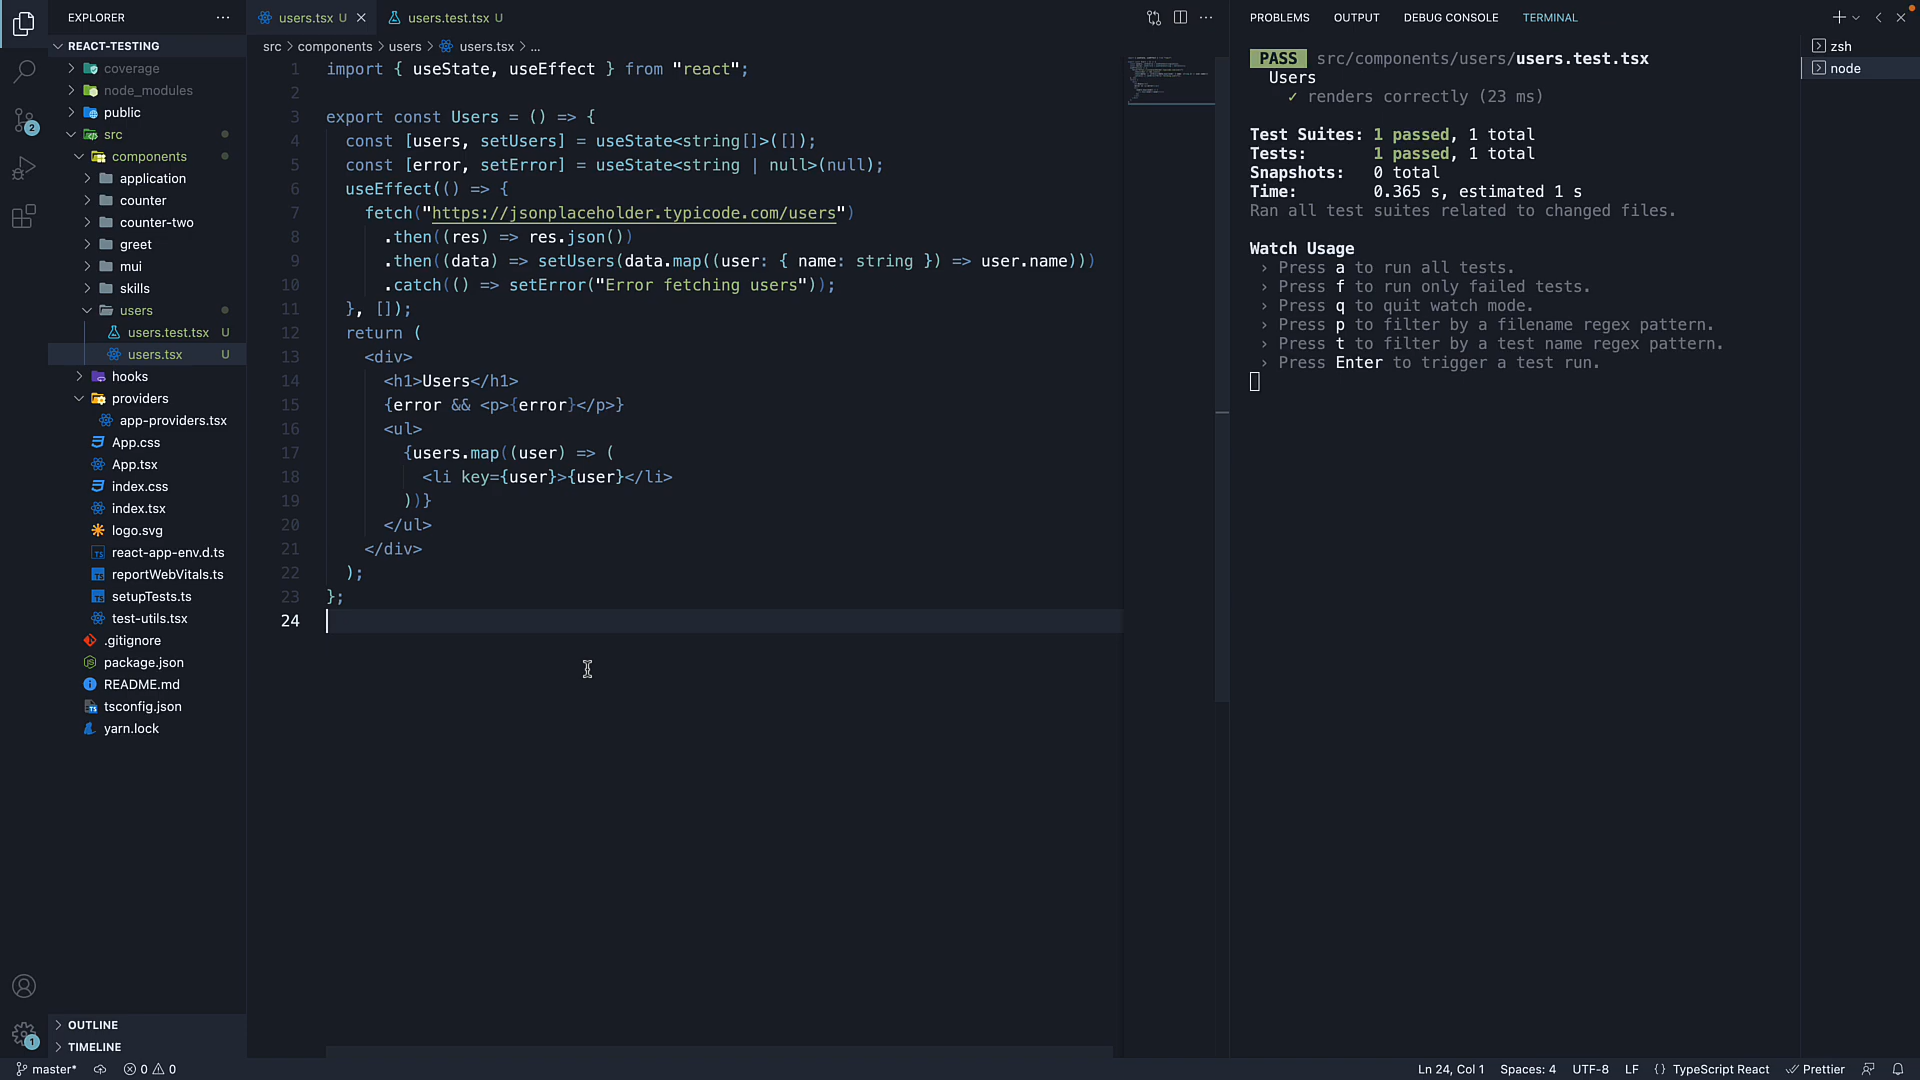 EXPLORER
REACT-TESTING
coverage
node_modules
public
src
components
application
counter
counter-two
greet
mui
skills
users
users.test.tsx U
users.tsx U
hooks
providers
app-providers.tsx
App.css
App.tsx
index.css
index.tsx
logo.svg
react-app-env.d.ts
reportWebVitals.ts
setupTests.ts
test-utils.tsx
.gitignore
package.json
README.md
tsconfig.json
yarn.lock
OUTLINE
TIMELINE
2
1
users.tsx U
users.test.tsx U
src > components > users > users.tsx > ...
1 import { useState, useEffect } from "react";
2
3 export const Users = () => {
4 const [users, setUsers] = useState<string[]>([]);
5 const [error, setError] = useState<string | null>(null);
6 useEffect(() => {
7 fetch("https://jsonplaceholder.typicode.com/users")
8 .then((res) => res.json())
9 .then((data) => setUsers(data.map((user: { name: string }) => user.name)))
10 .catch(() => setError("Error fetching users"));
11 }, []);
12 return (
13 <div>
14 <h1>Users</h1>
15 {error && <p>{error}</p>}
16 <ul>
17 {users.map((user) => (
18 <li key={user}>{user}</li>
19 ))}
20 </ul>
21 </div>
22 );
23 };
24
PROBLEMS OUTPUT DEBUG CONSOLE TERMINAL
PASS src/components/users/users.test.tsx
Users
✓ renders correctly (23 ms)
Test Suites: 1 passed, 1 total
Tests: 1 passed, 1 total
Snapshots: 0 total
Time: 0.365 s, estimated 1 s
Ran all test suites related to changed files.
Watch Usage
› Press a to run all tests.
› Press f to run only failed tests.
› Press q to quit watch mode.
› Press p to filter by a filename regex pattern.
› Press t to filter by a test name regex pattern.
› Press Enter to trigger a test run.
zsh
node
master* 0 0
Ln 24, Col 1 Spaces: 4 UTF-8 LF {} TypeScript React Prettier